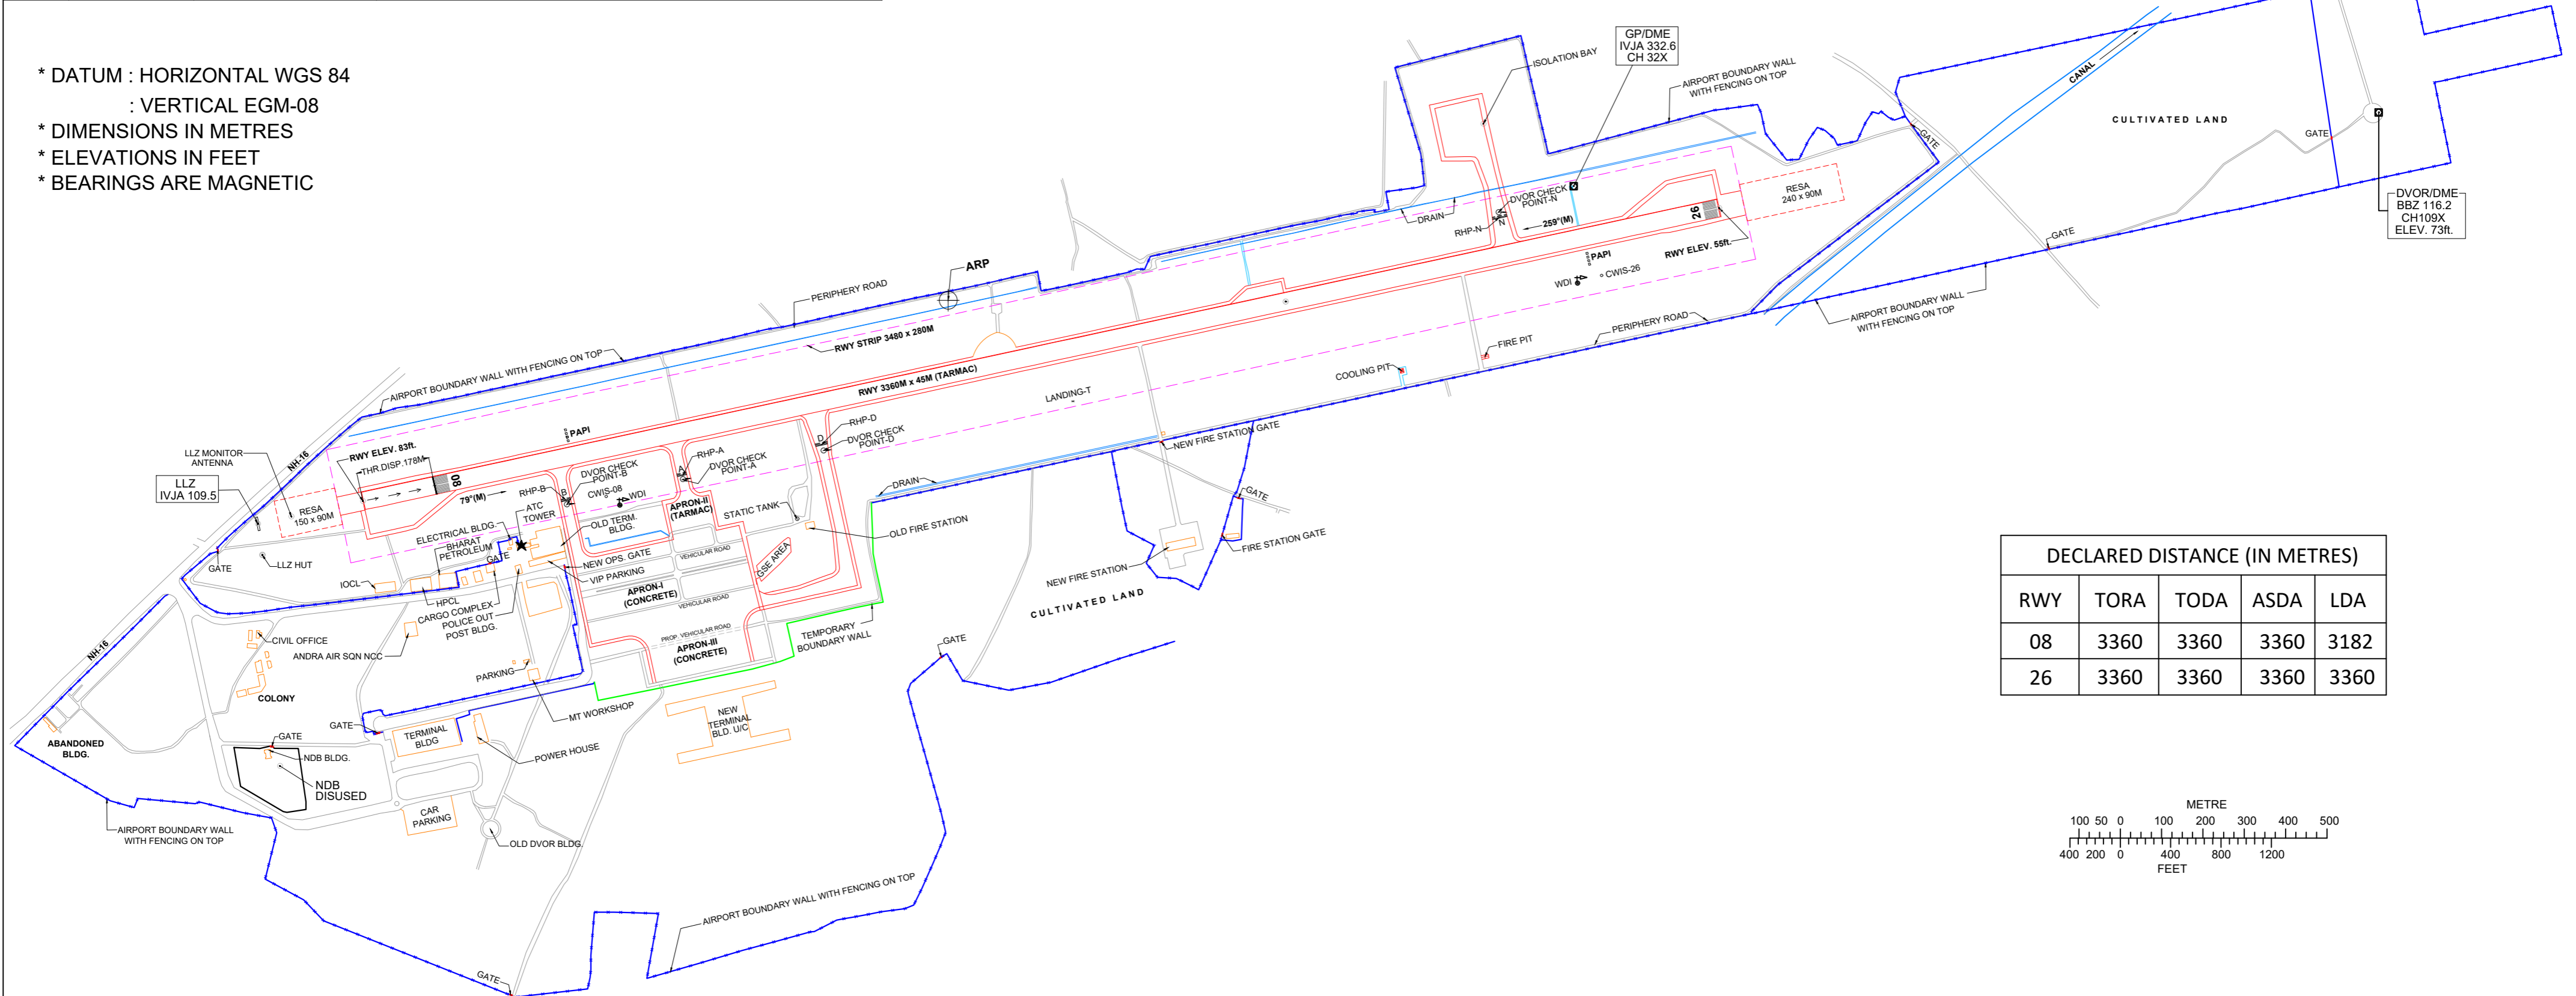 * DATUM : HORIZONTAL WGS 84
: VERTICAL EGM-08
* DIMENSIONS IN METRES
* ELEVATIONS IN FEET
* BEARINGS ARE MAGNETIC
GP/DME
IVJA 332.6
CH 32X
ISOLATION BAY
AIRPORT BOUNDARY WALL
WITH FENCING ON TOP
GATE
CANAL
CULTIVATED LAND
GATE
DVOR/DME
BBZ 116.2
CH109X
ELEV. 73ft.
RESA
240 x 90M
DVOR CHECK
POINT-N
DRAIN
RHP-N
N
259°(M)
26
RWY ELEV. 55ft.
PAPI
WDI
CWIS-26
GATE
AIRPORT BOUNDARY WALL
WITH FENCING ON TOP
PERIPHERY ROAD
FIRE PIT
COOLING PIT
ARP
PERIPHERY ROAD
RWY STRIP 3480 x 280M
AIRPORT BOUNDARY WALL WITH FENCING ON TOP
RWY 3360M x 45M (TARMAC)
LANDING-T
NEW FIRE STATION GATE
NH-16
LLZ MONITOR
ANTENNA
LLZ
IVJA 109.5
RWY ELEV. 83ft.
THR.DISP.178M
08
PAPI
RESA
150 x 90M
79°(M)
RHP-B
B
DVOR CHECK
POINT-B
CWIS-08
WDI
A
RHP-A
DVOR CHECK
POINT-A
D
RHP-D
DVOR CHECK
POINT-D
APRON-II
(TARMAC)
STATIC TANK
OLD FIRE STATION
DRAIN
GATE
FIRE STATION GATE
NEW FIRE STATION
CULTIVATED LAND
ATC
TOWER
OLD TERM.
BLDG.
ELECTRICAL BLDG.
BHARAT
PETROLEUM
GATE
NEW OPS. GATE
VIP PARKING
VEHICULAR ROAD
GSE AREA
APRON-I
(CONCRETE)
VEHICULAR ROAD
PROP. VEHICULAR ROAD
APRON-III
(CONCRETE)
TEMPORARY
BOUNDARY WALL
GATE
GATE
LLZ HUT
IOCL
HPCL
CARGO COMPLEX
POLICE OUT
POST BLDG.
ANDRA AIR SQN NCC
CIVIL OFFICE
NH-16
COLONY
PARKING
MT WORKSHOP
NEW
TERMINAL
BLD. U/C
GATE
TERMINAL
BLDG
POWER HOUSE
ABANDONED
BLDG.
GATE
NDB BLDG.
NDB
DISUSED
CAR
PARKING
OLD DVOR BLDG.
AIRPORT BOUNDARY WALL
WITH FENCING ON TOP
AIRPORT BOUNDARY WALL WITH FENCING ON TOP
GATE
DECLARED DISTANCE (IN METRES)
RWY TORA TODA ASDA LDA
08 3360 3360 3360 3182
26 3360 3360 3360 3360
METRE
100 50 0 100 200 300 400 500
400 200 0 400 800 1200
FEET